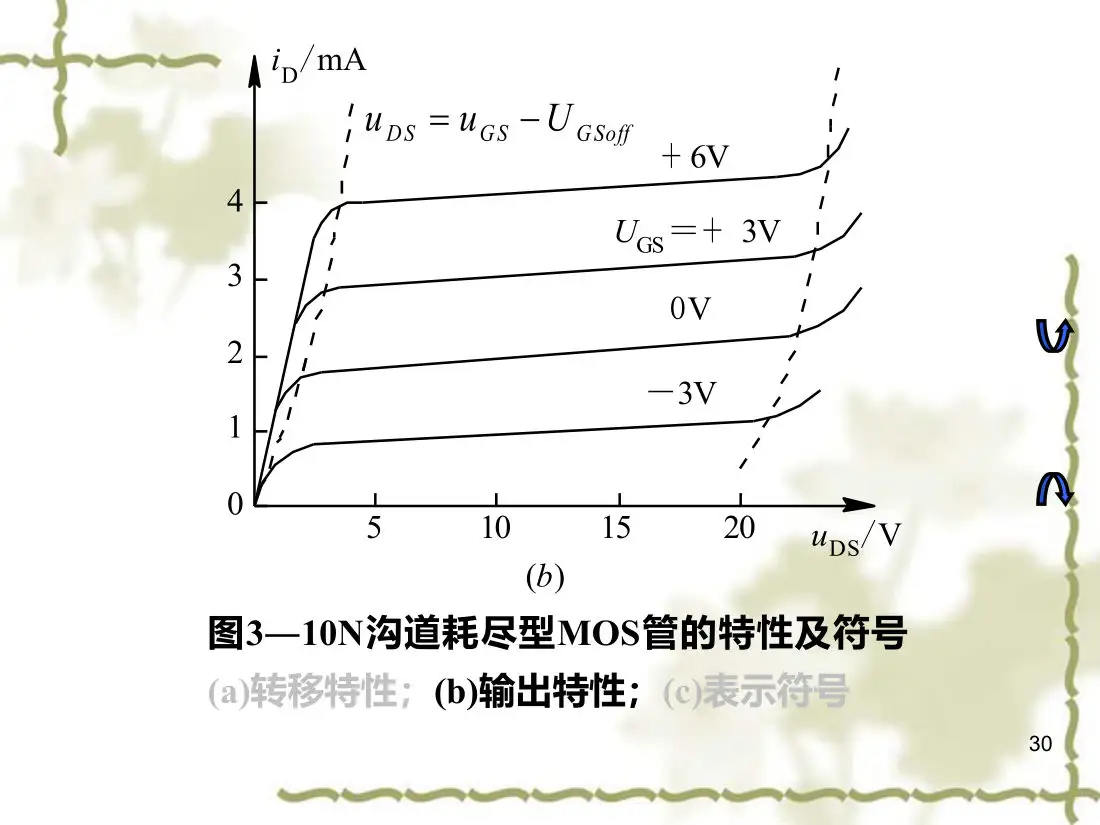 iD/mA
uDS = uGS − UGSoff
＋6V
4
UGS＝＋ 3V
3
0V
2
－3V
1
0
5 10 15 20
uDS/V
(b)
图3—10N沟道耗尽型MOS管的特性及符号
(a)转移特性；(b)输出特性；(c)表示符号
30